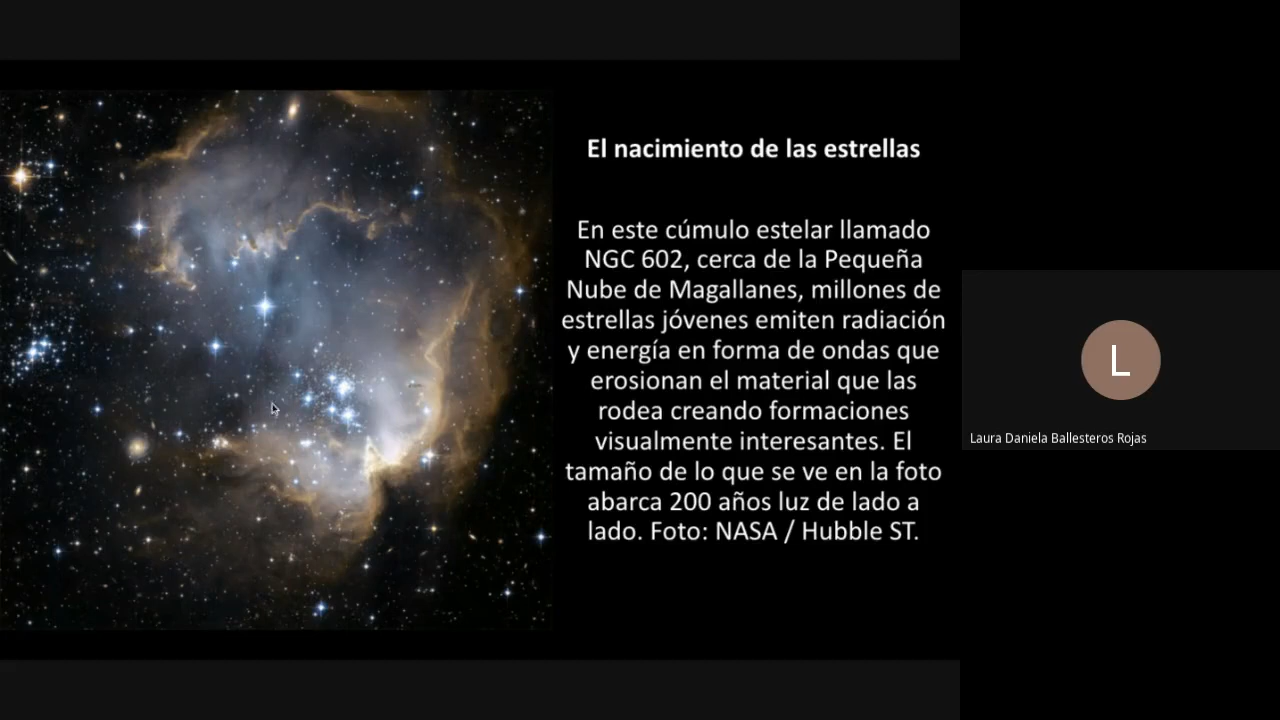 El nacimiento de las estrellas
En este cúmulo estelar llamado
NGC 602, cerca de la Pequeña
Nube de Magallanes, millones de
estrellas jóvenes emiten radiación
y energía en forma de ondas que
erosionan el material que las
rodea creando formaciones
visualmente interesantes. El
tamaño de lo que se ve en la foto
abarca 200 años luz de lado a
lado. Foto: NASA / Hubble ST.
L
Laura Daniela Ballesteros Rojas